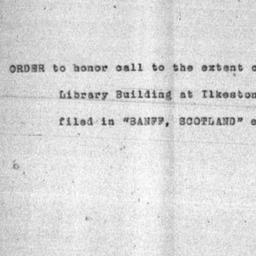 ORDER to honor call to the extent
Library Building at Ilkeston
filed in "BANFF, SCOTLAND"